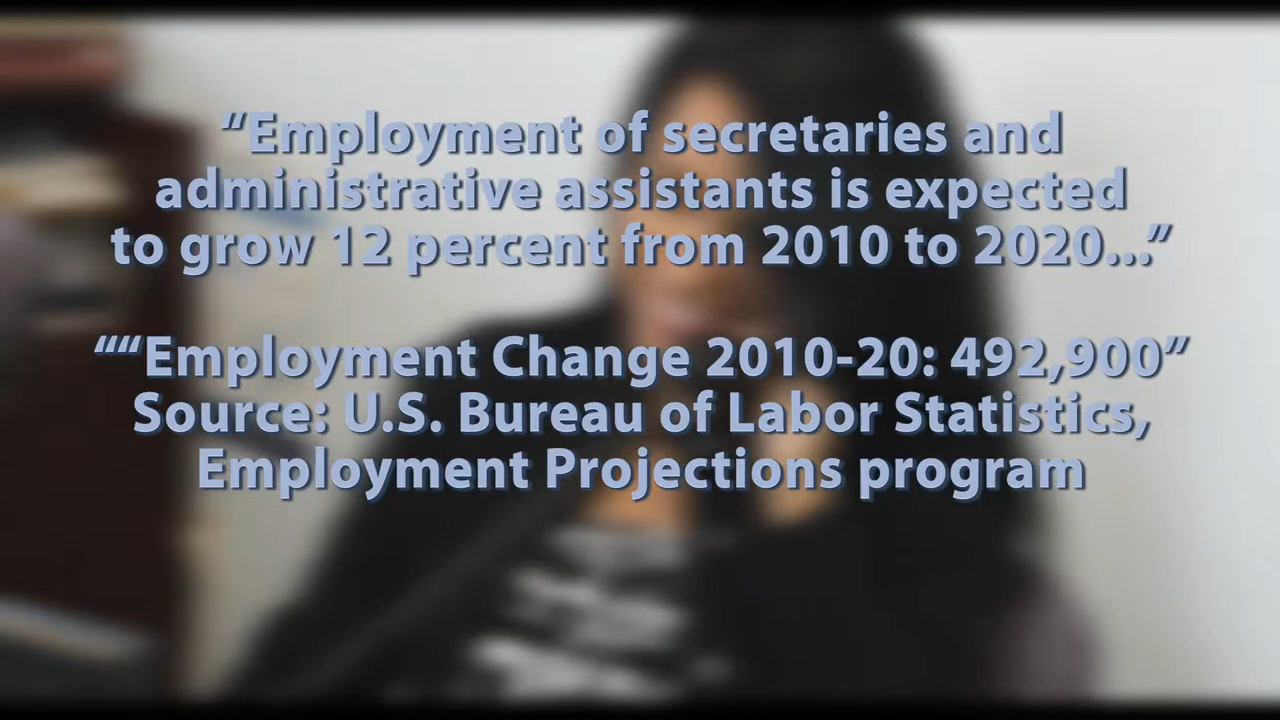 “Employment of secretaries and
administrative assistants is expected
to grow 12 percent from 2010 to 2020...”
““Employment Change 2010-20: 492,900”
Source: U.S. Bureau of Labor Statistics,
Employment Projections program